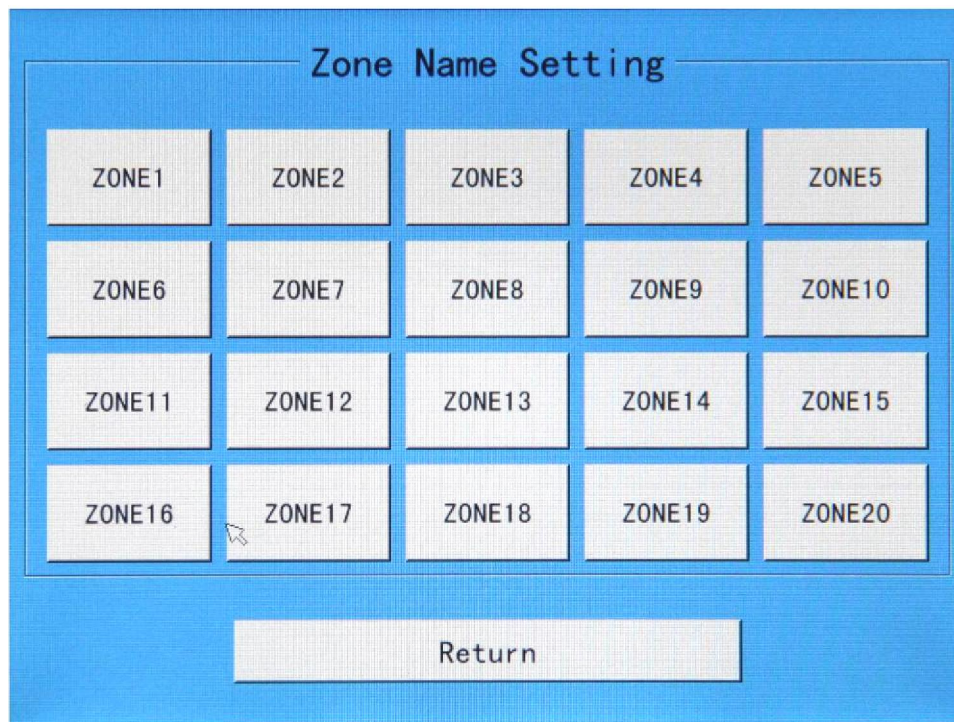 Zone Name Setting
ZONE1 ZONE2 ZONE3 ZONE4 ZONE5
ZONE6 ZONE7 ZONE8 ZONE9 ZONE10
ZONE11 ZONE12 ZONE13 ZONE14 ZONE15
ZONE16 ZONE17 ZONE18 ZONE19 ZONE20
Return